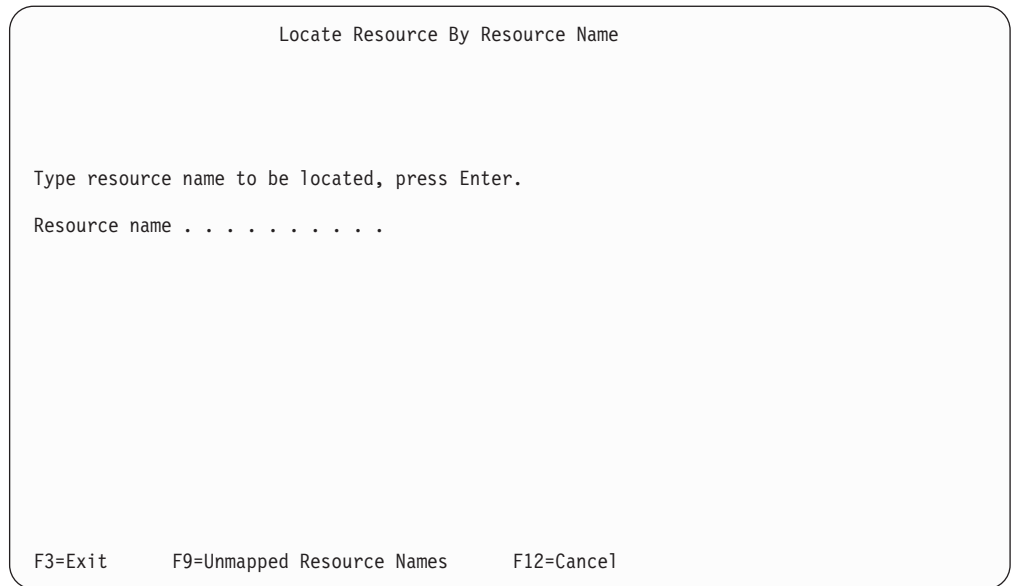 Locate Resource By Resource Name
Type resource name to be located, press Enter.
Resource name . . . . . . . . . .
F3=Exit F9=Unmapped Resource Names F12=Cancel